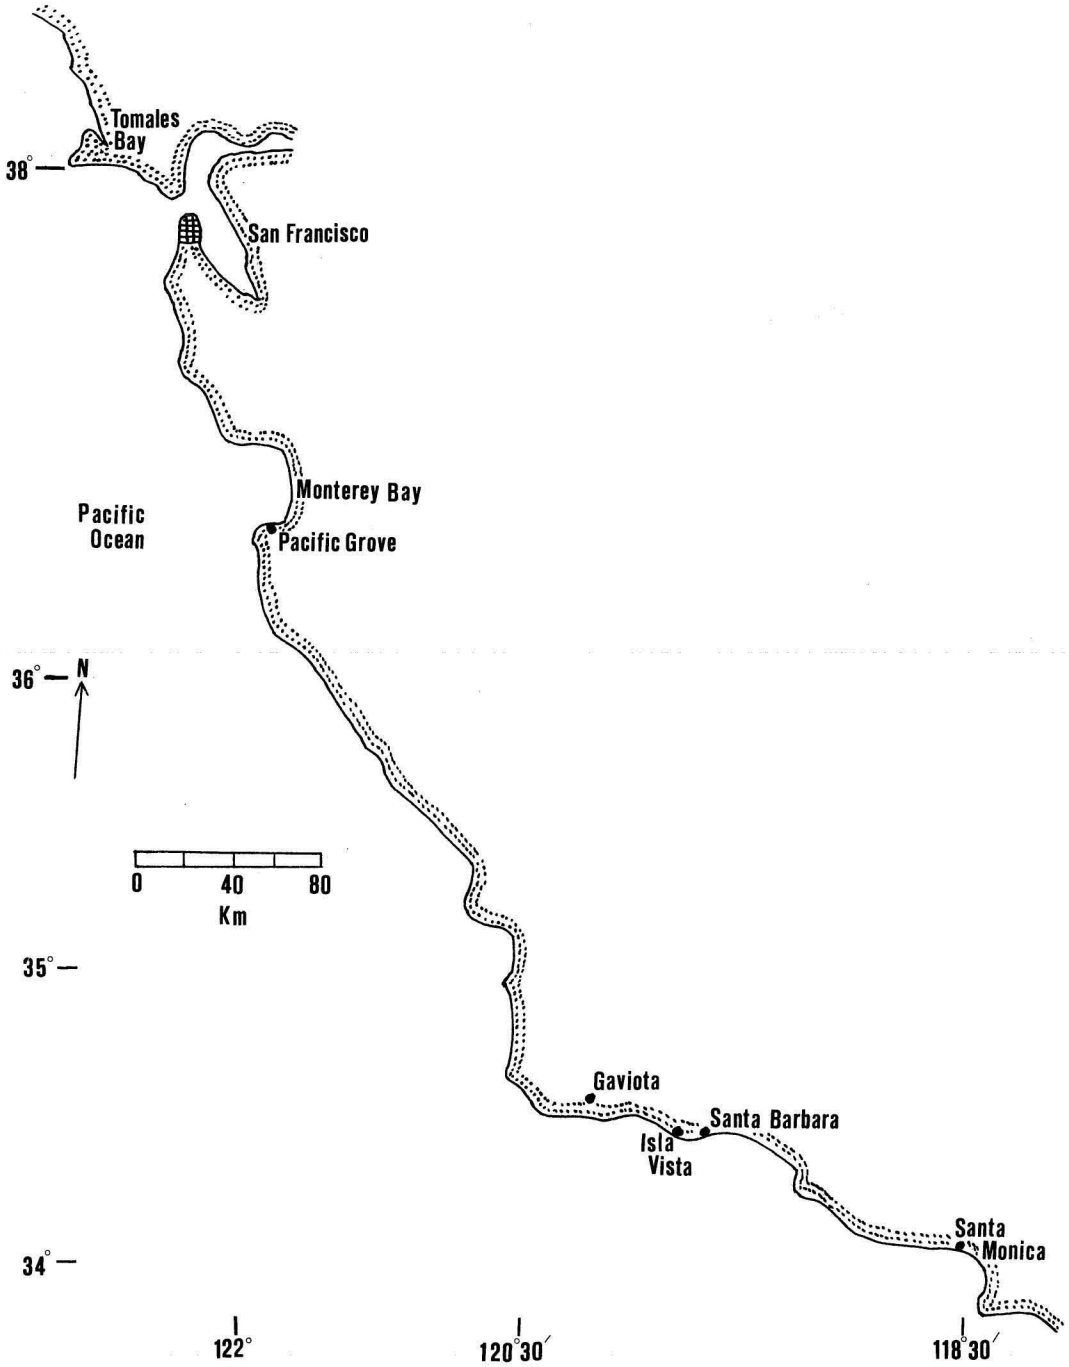 Tomales
Bay
38°
San Francisco
Monterey Bay
Pacific
Ocean
Pacific Grove
36°
N
0 40 80
Km
35°
Gaviota
Santa Barbara
Isla
Vista
Santa
Monica
34°
122° 120°30′ 118°30′